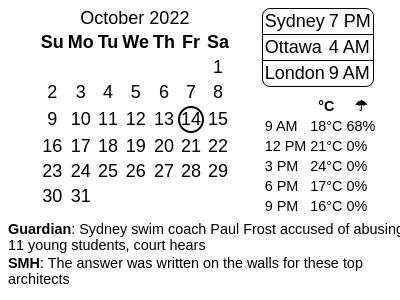 October 2022
Su Mo Tu We Th Fr Sa
1
2 3 4 5 6 7 8
9 10 11 12 13 14 15
16 17 18 19 20 21 22
23 24 25 26 27 28 29
30 31
Sydney 7 PM
Ottawa 4 AM
London 9 AM
°C ☂
9 AM 18°C 68%
12 PM 21°C 0%
3 PM 24°C 0%
6 PM 17°C 0%
9 PM 16°C 0%
Guardian: Sydney swim coach Paul Frost accused of abusing
11 young students, court hears
SMH: The answer was written on the walls for these top
architects